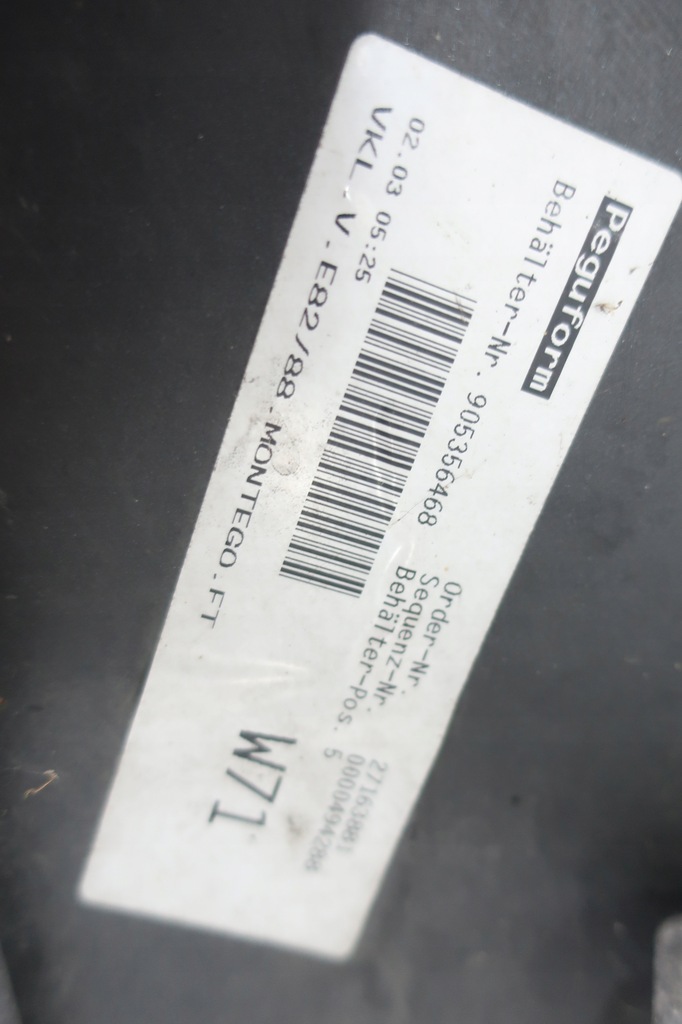 Peguform
Behälter-Nr. 905356468
Order-Nr. 27163881
Sequenz-Nr.
Behälter-Pos. 5
02.03 05:25
VKL.V.E82/88.MONTEGO.FT
W71